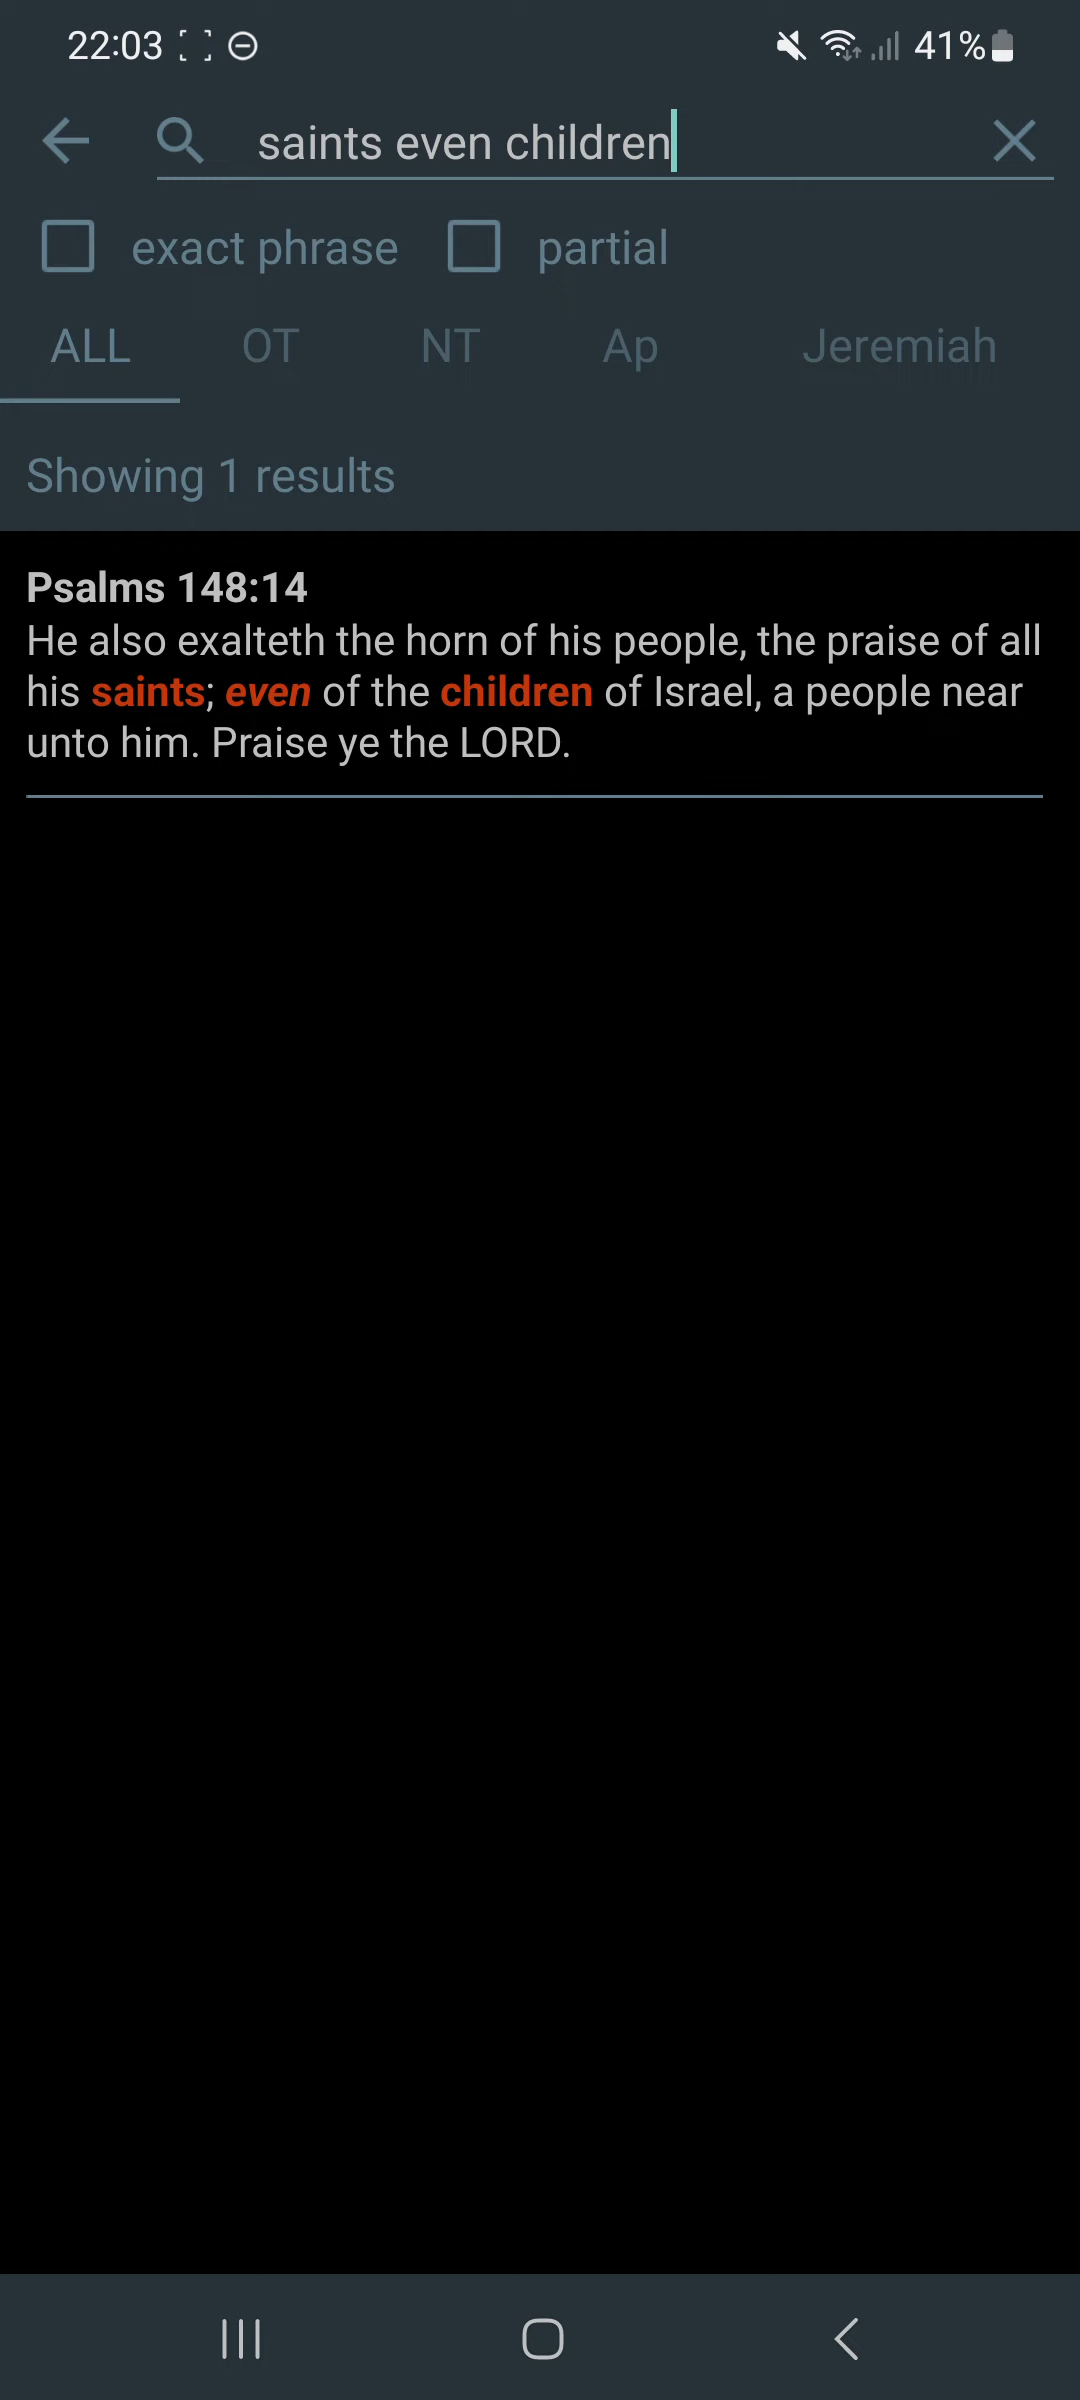 22:03
41%
saints even children
exact phrase partial
ALL OT NT Ap Jeremiah
Showing 1 results
Psalms 148:14
He also exalteth the horn of his people, the praise of all
his saints; even of the children of Israel, a people near
unto him. Praise ye the LORD.